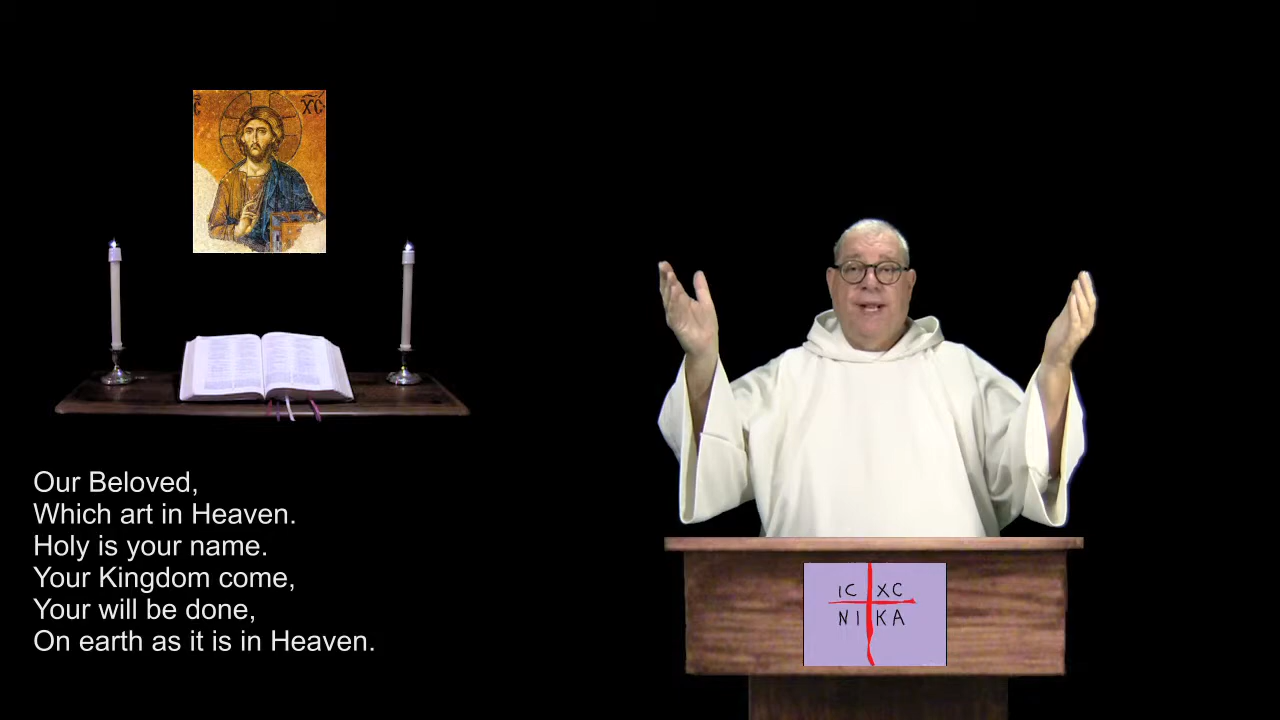 Our Beloved,
Which art in Heaven.
Holy is your name.
Your Kingdom come,
Your will be done,
On earth as it is in Heaven.
IC XC
NI KA
XC